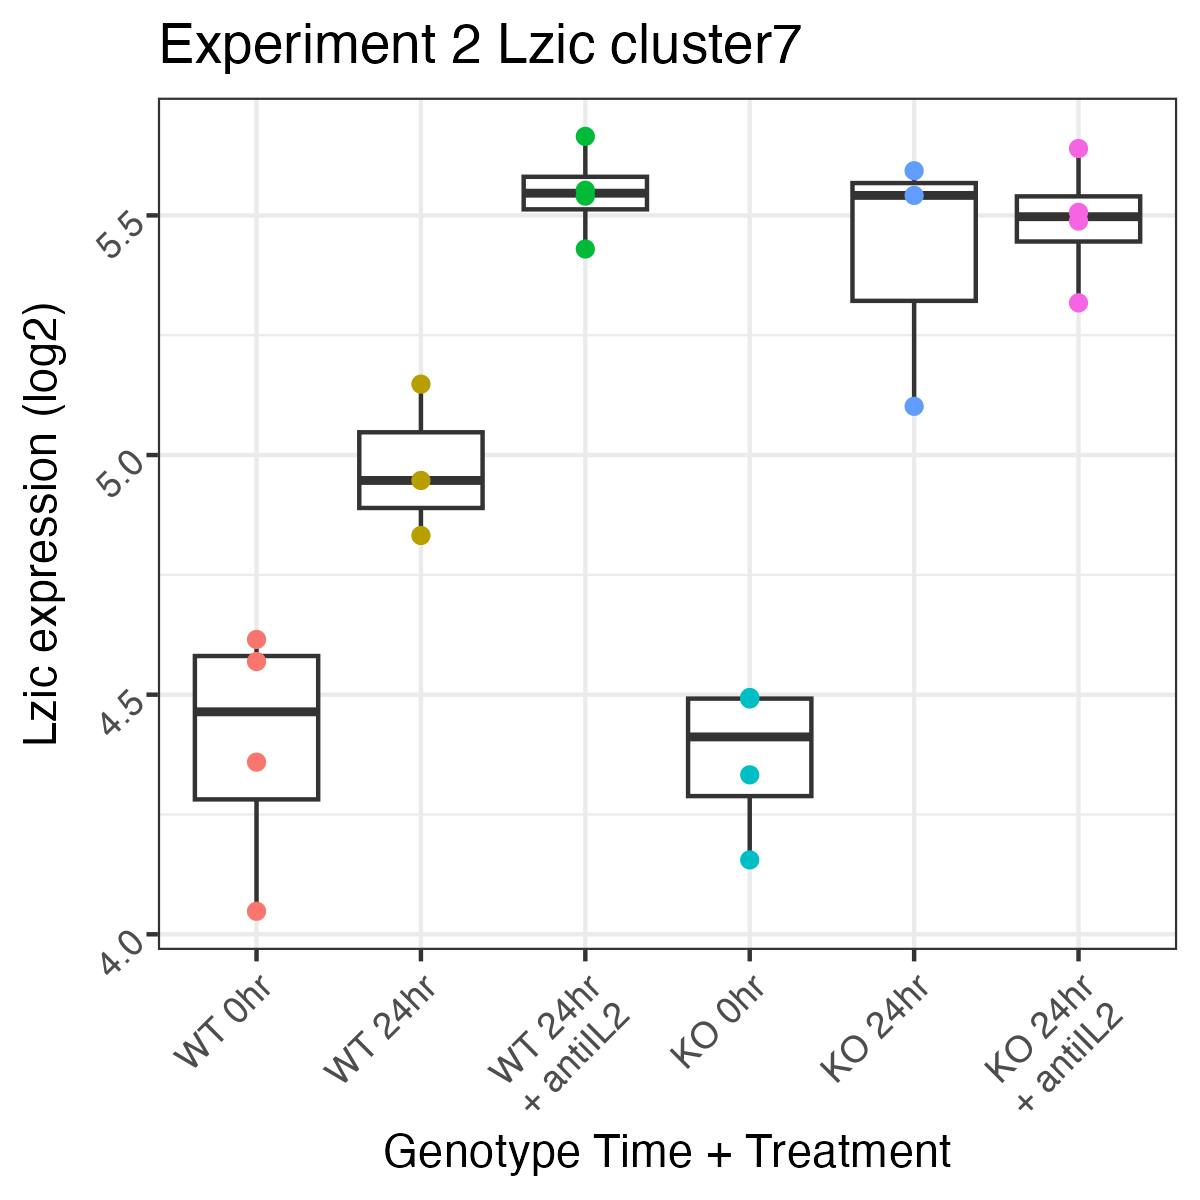 Experiment 2 Lzic cluster7
Lzic expression (log2)
5.5
5.0
4.5
4.0
WT 0hr
WT 24hr
WT 24hr
+ antiIL2
KO 0hr
KO 24hr
KO 24hr
+ antiIL2
Genotype Time + Treatment